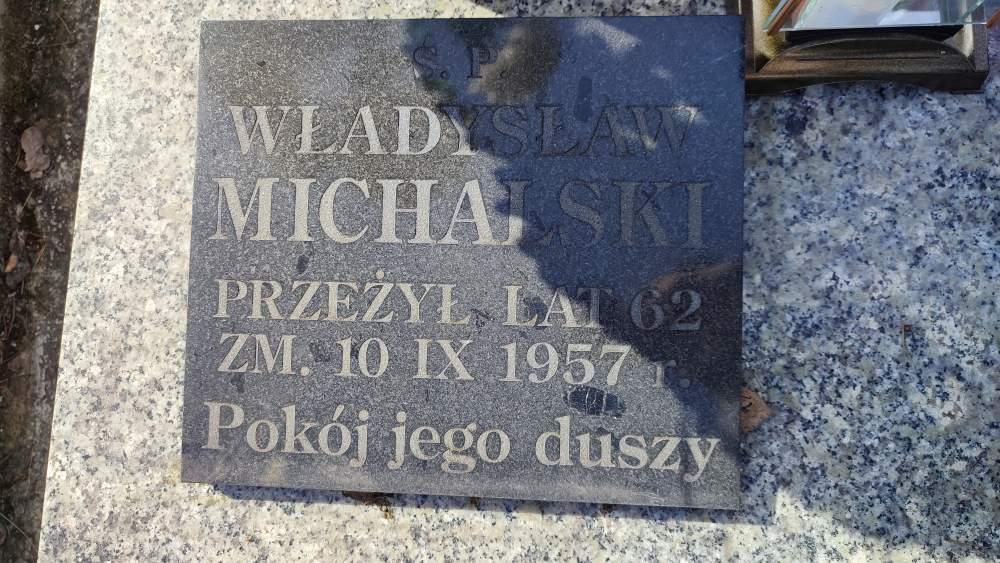 Ś. P.
WŁADYSŁAW
MICHALSKI
PRZEŻYŁ LAT 62
ZM. 10 IX 1957 r.
Pokój jego duszy